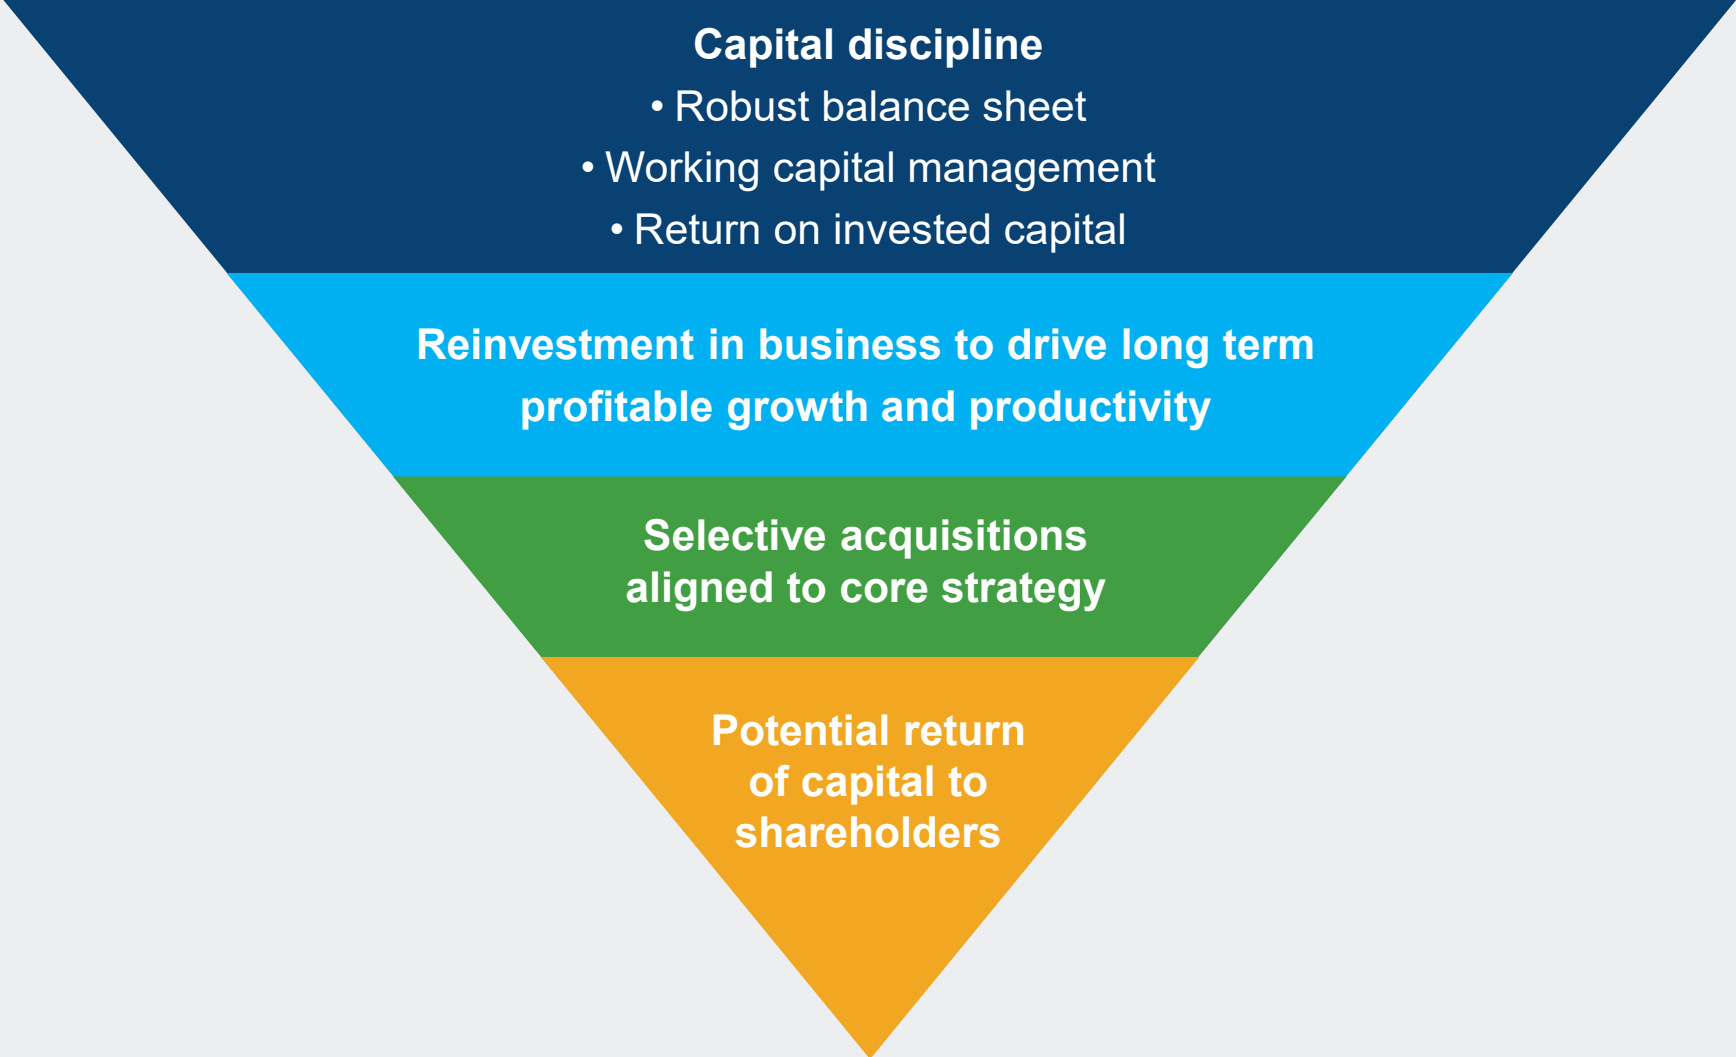 Capital discipline
• Robust balance sheet
• Working capital management
• Return on invested capital
Reinvestment in business to drive long term
profitable growth and productivity
Selective acquisitions
aligned to core strategy
Potential return
of capital to
shareholders